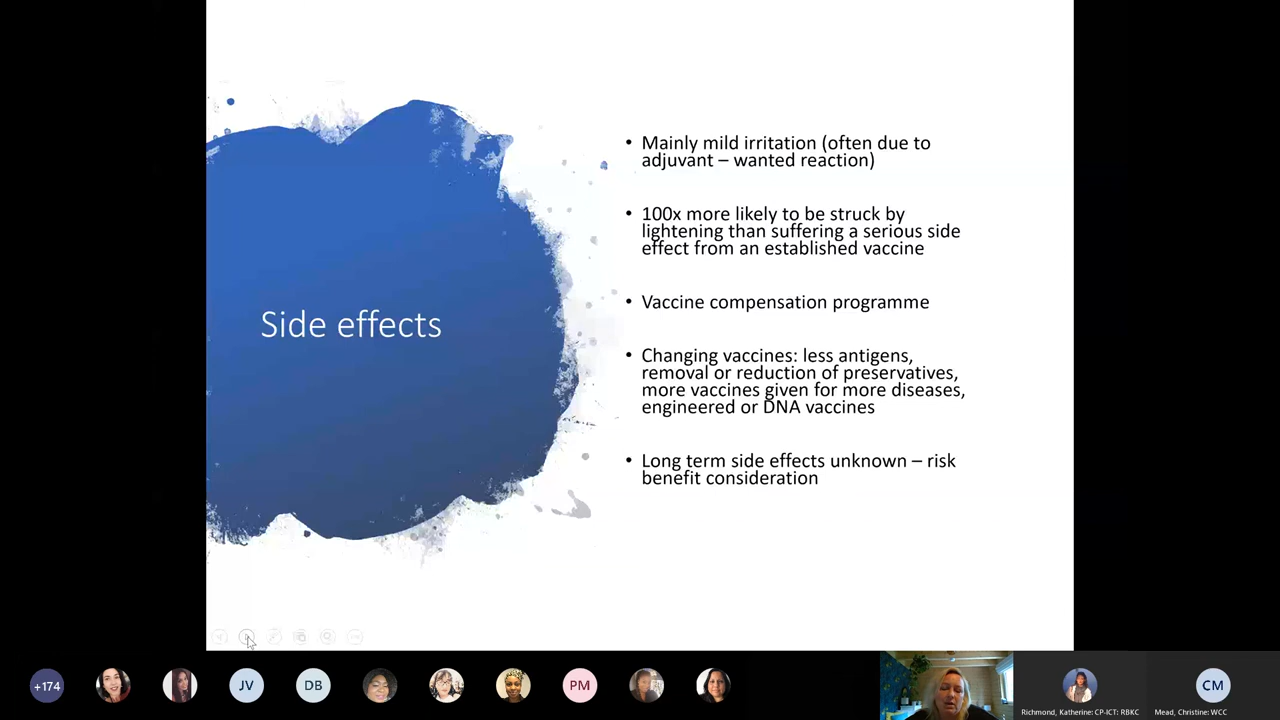 Side effects
• Mainly mild irritation (often due to
adjuvant – wanted reaction)
• 100x more likely to be struck by
lightening than suffering a serious side
effect from an established vaccine
• Vaccine compensation programme
• Changing vaccines: less antigens,
removal or reduction of preservatives,
more vaccines given for more diseases,
engineered or DNA vaccines
• Long term side effects unknown – risk
benefit consideration
+174
JV
DB
PM
CM
Richmond, Katherine: CP-ICT: RBKC
Mead, Christine: WCC